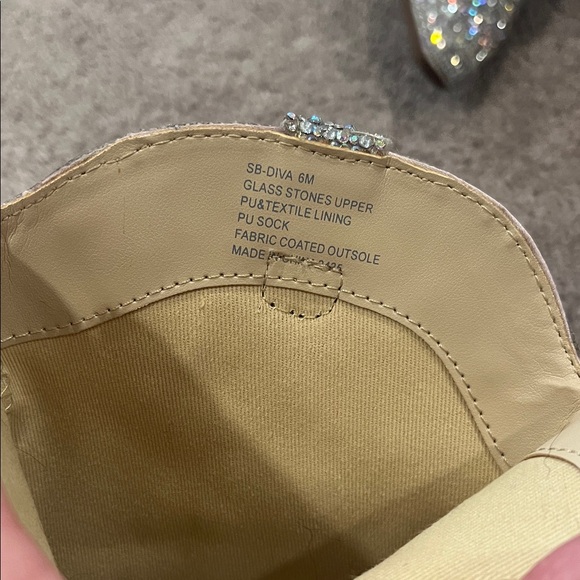 SB-DIVA 6M
GLASS STONES UPPER
PU&TEXTILE LINING
PU SOCK
FABRIC COATED OUTSOLE
MADE